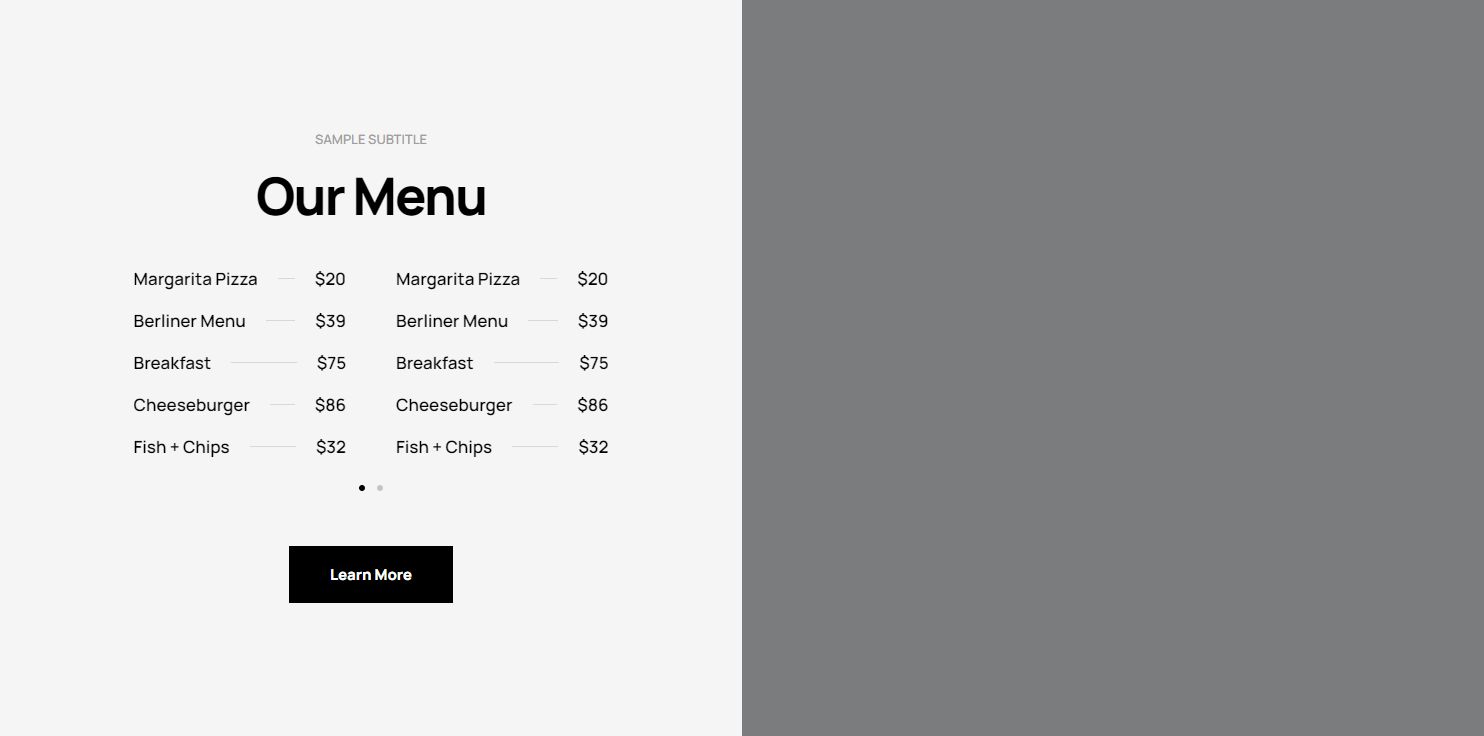 SAMPLE SUBTITLE
Our Menu
Margarita Pizza $20
Berliner Menu $39
Breakfast $75
Cheeseburger $86
Fish + Chips $32
Margarita Pizza $20
Berliner Menu $39
Breakfast $75
Cheeseburger $86
Fish + Chips $32
Learn More